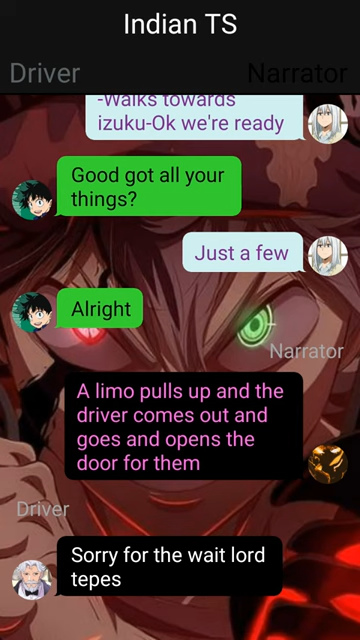 Indian TS
Driver
Narrator
-Walks towards
izuku-Ok we're ready
Good got all your
things?
Just a few
Alright
Narrator
A limo pulls up and the
driver comes out and
goes and opens the
door for them
Driver
Sorry for the wait lord
tepes